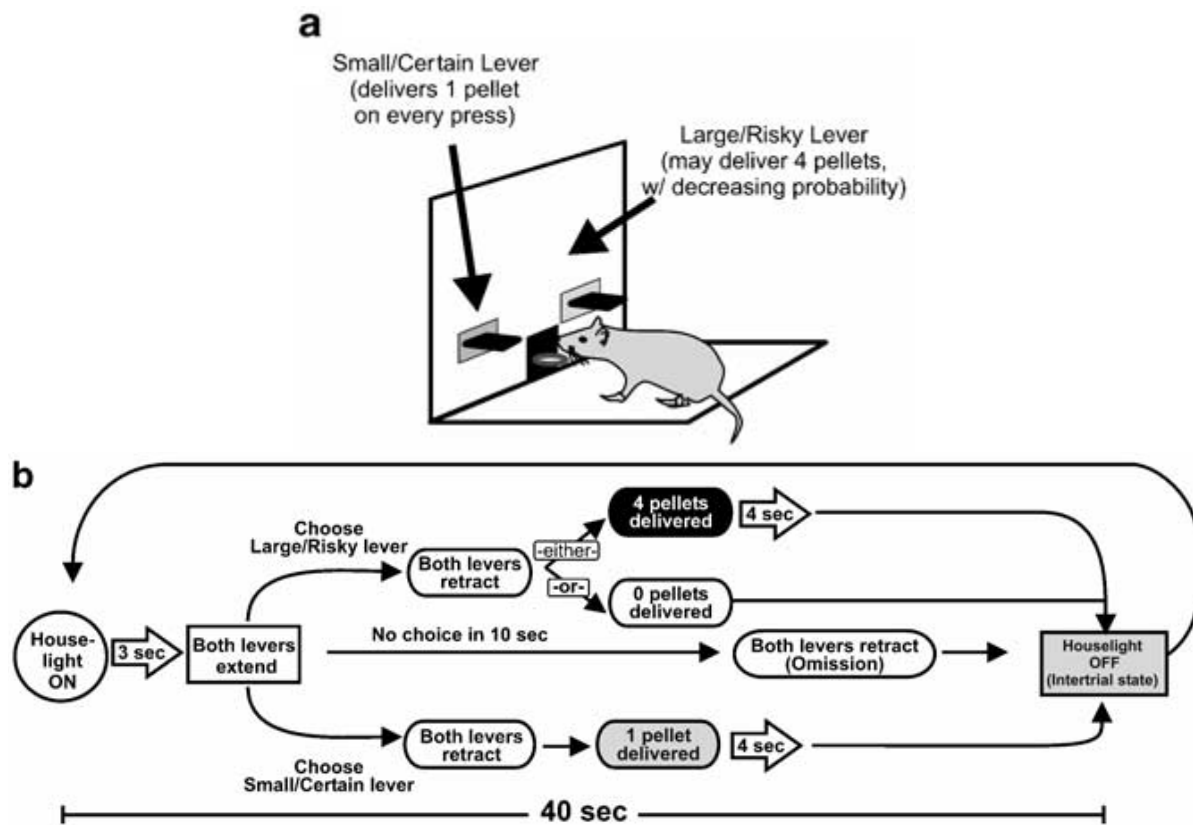 a
Small/Certain Lever
(delivers 1 pellet
on every press)
Large/Risky Lever
(may deliver 4 pellets,
w/ decreasing probability)
b
Choose
Large/Risky lever
Both levers
retract
-either-
-or-
4 pellets
delivered
4 sec
0 pellets
delivered
House-
light
ON
3 sec
Both levers
extend
No choice in 10 sec
Both levers retract
(Omission)
Houselight
OFF
(Intertrial state)
Both levers
retract
1 pellet
delivered
4 sec
Choose
Small/Certain lever
40 sec